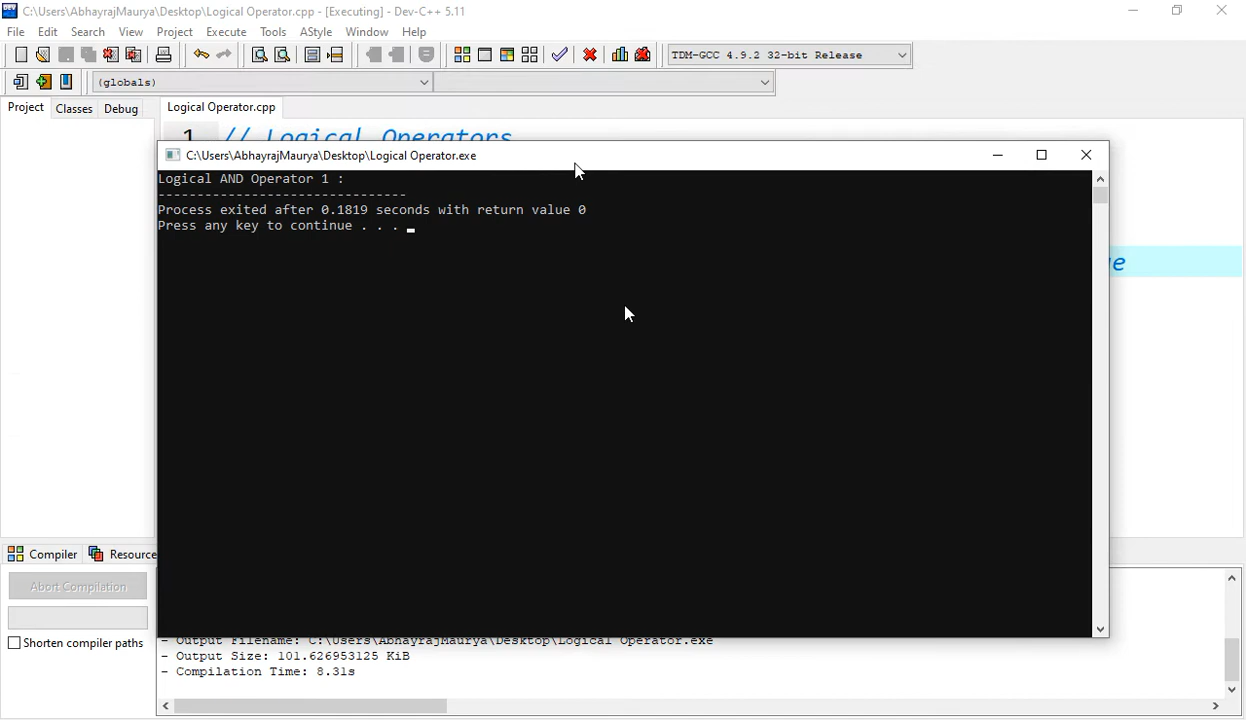 C:\Users\AbhayrajMaurya\Desktop\Logical Operator.cpp - [Executing] - Dev-C++ 5.11
File Edit Search View Project Execute Tools AStyle Window Help
TDM-GCC 4.9.2 32-bit Release
(globals)
Project Classes Debug Logical Operator.cpp
1 // Logical Operators
C:\Users\AbhayrajMaurya\Desktop\Logical Operator.exe
Logical AND Operator 1 :
--------------------------------
Process exited after 0.1819 seconds with return value 0
Press any key to continue . . .
Compiler Resource
Abort Compilation
Shorten compiler paths
- Output Filename: C:\Users\AbhayrajMaurya\Desktop\Logical Operator.exe
- Output Size: 101.626953125 KiB
- Compilation Time: 8.31s